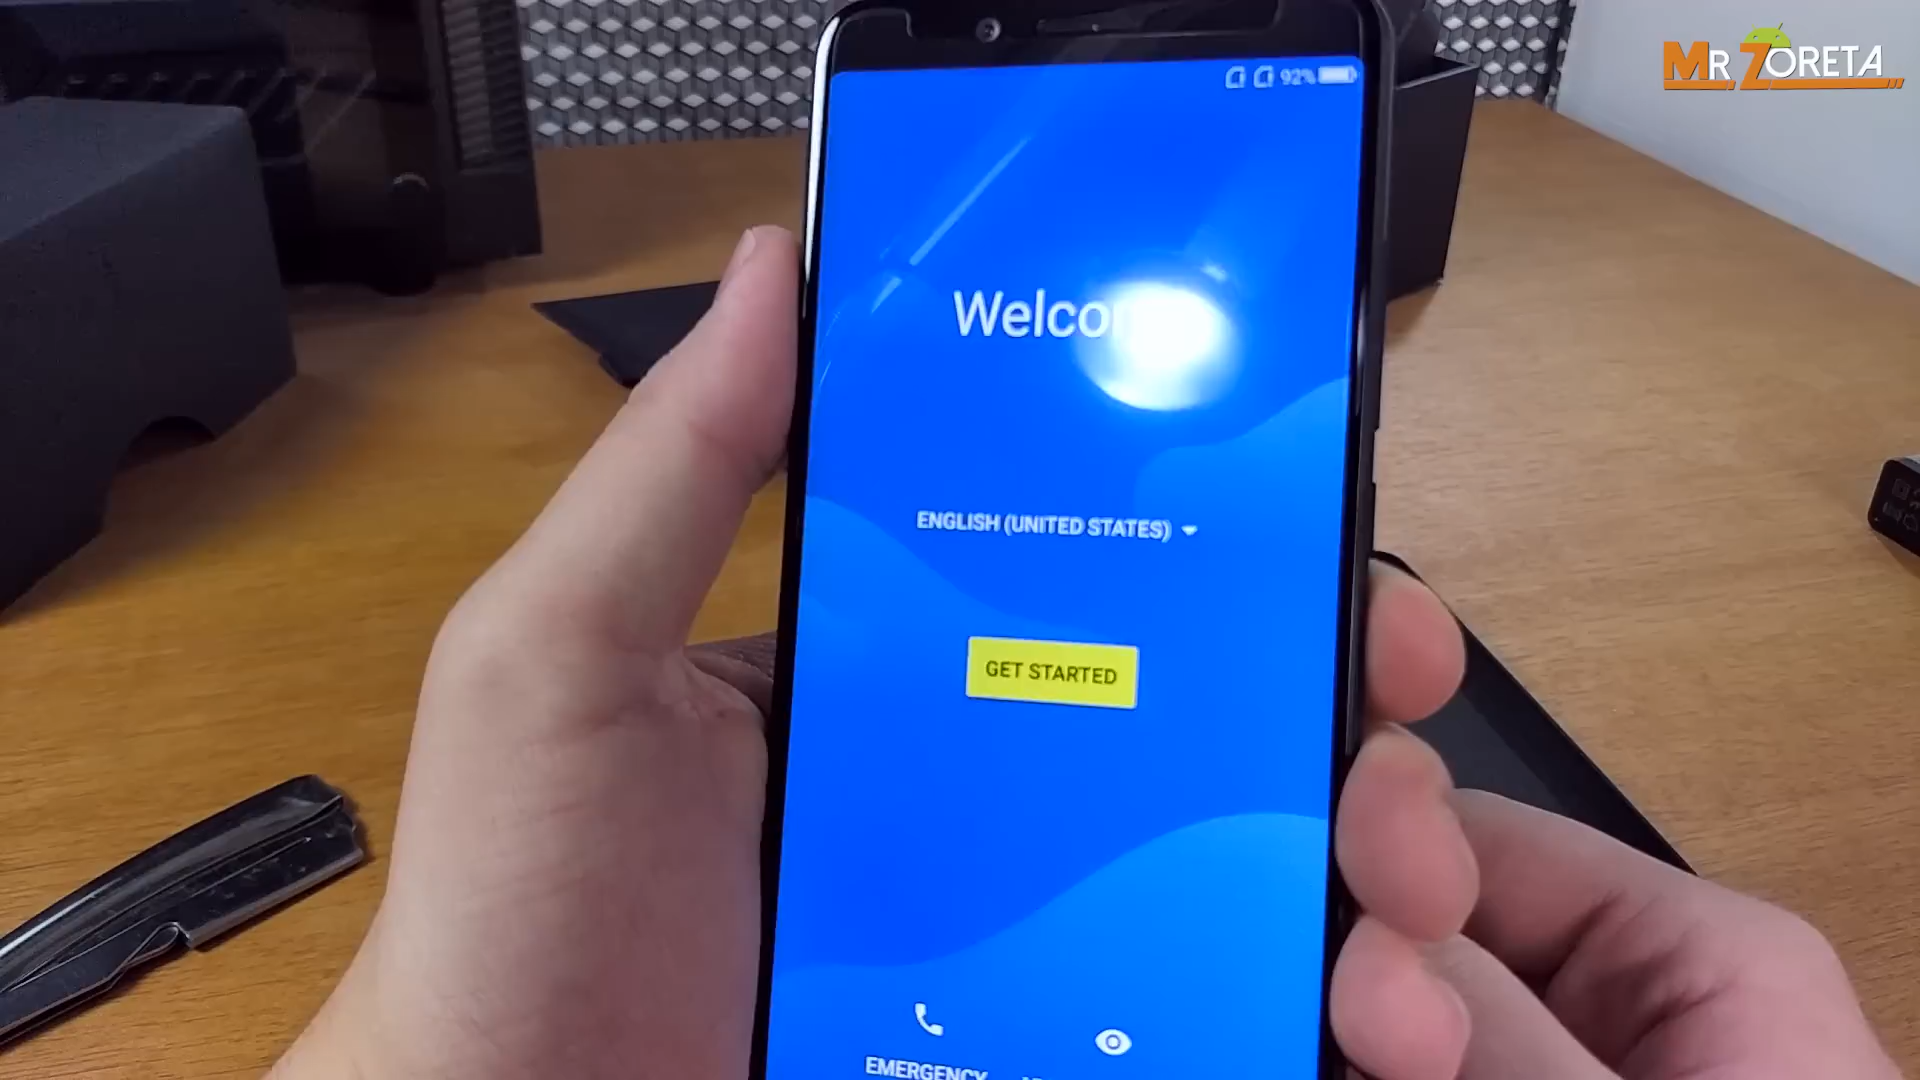 MR. ZORETA
92%
Welco
ENGLISH (UNITED STATES)
GET STARTED
EMERGENCY